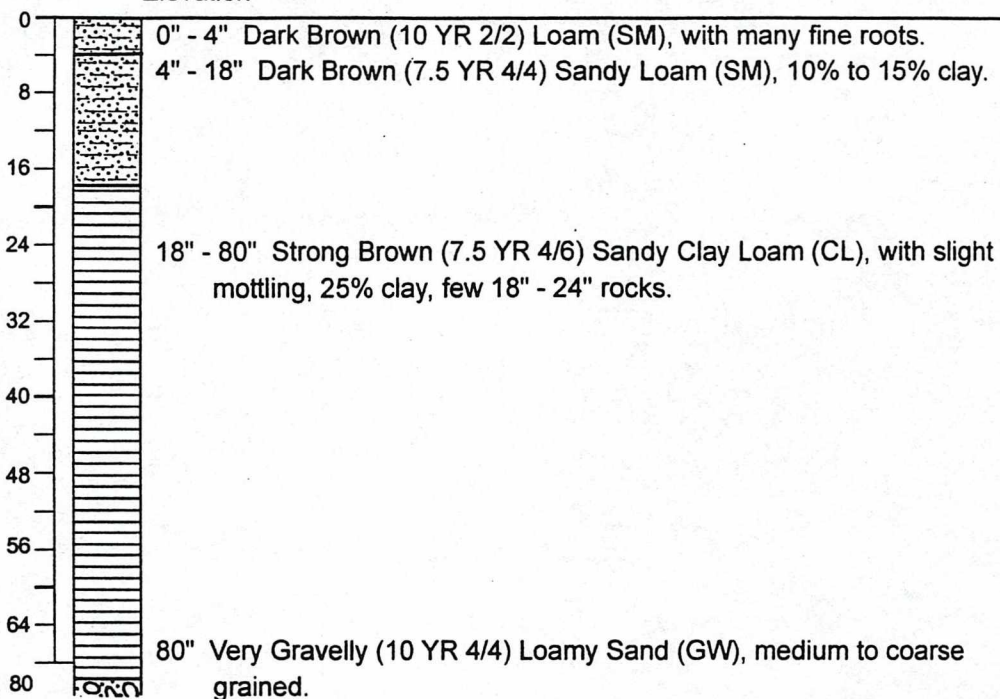 0
0" - 4" Dark Brown (10 YR 2/2) Loam (SM), with many fine roots.
4" - 18" Dark Brown (7.5 YR 4/4) Sandy Loam (SM), 10% to 15% clay.
8
16
24
18" - 80" Strong Brown (7.5 YR 4/6) Sandy Clay Loam (CL), with slight
mottling, 25% clay, few 18" - 24" rocks.
32
40
48
56
64
80" Very Gravelly (10 YR 4/4) Loamy Sand (GW), medium to coarse
80
grained.